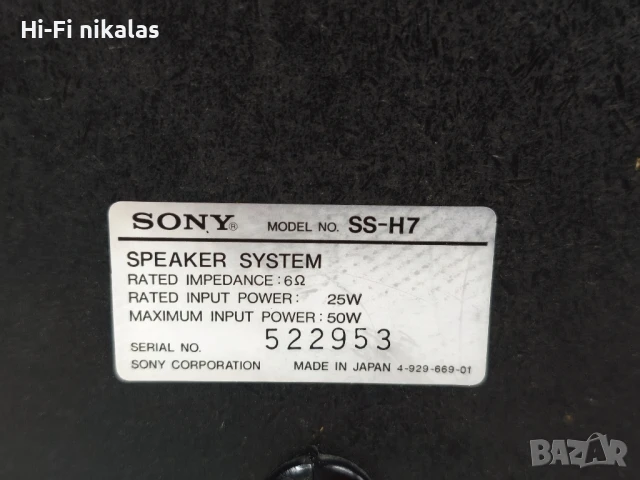 Hi-Fi nikalas
SONY® MODEL NO. SS-H7
SPEAKER SYSTEM
RATED IMPEDANCE:6Ω
RATED INPUT POWER: 25W
MAXIMUM INPUT POWER:50W
SERIAL NO. 522953
SONY CORPORATION MADE IN JAPAN 4-929-669-01
BAZAR